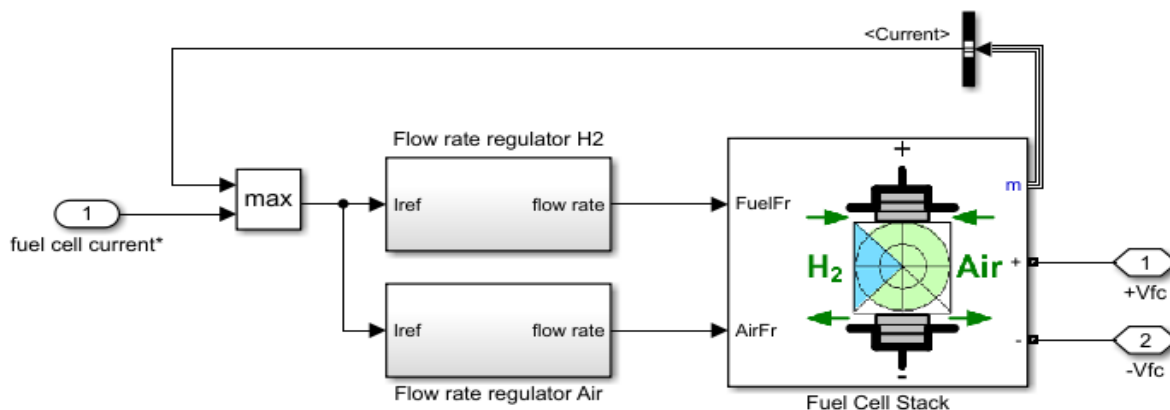 <Current>
Flow rate regulator H2
max
1
fuel cell current*
Iref
flow rate
Iref
flow rate
Flow rate regulator Air
FuelFr
AirFr
+
m
H2
Air
+
-
-
Fuel Cell Stack
1
+Vfc
2
-Vfc